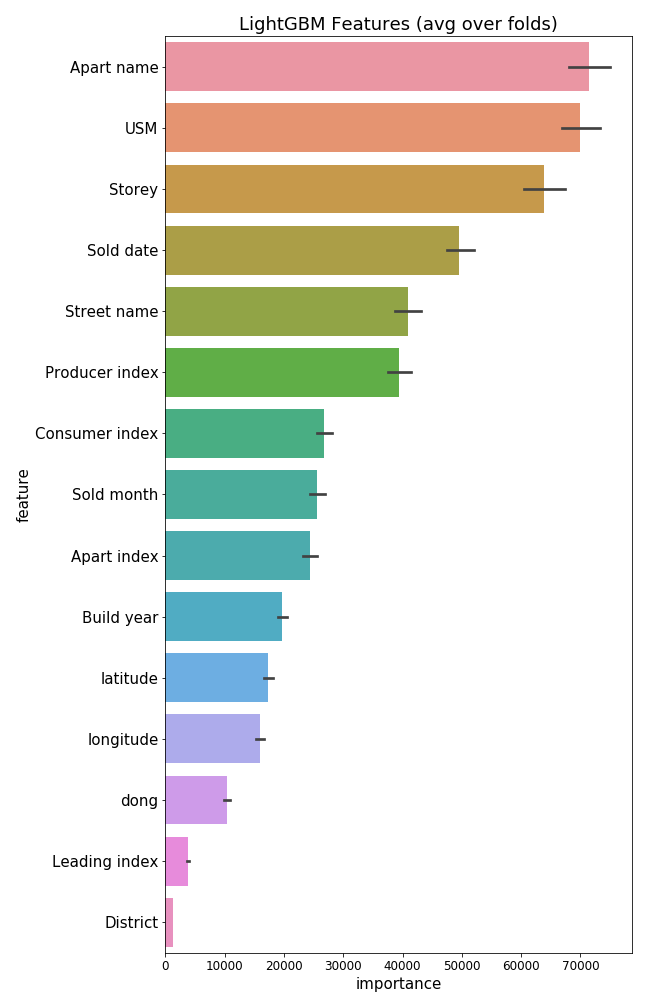 LightGBM Features (avg over folds)
Apart name
USM
Storey
Sold date
Street name
Producer index
Consumer index
Sold month
Apart index
Build year
latitude
longitude
dong
Leading index
District
feature
0 10000 20000 30000 40000 50000 60000 70000
importance